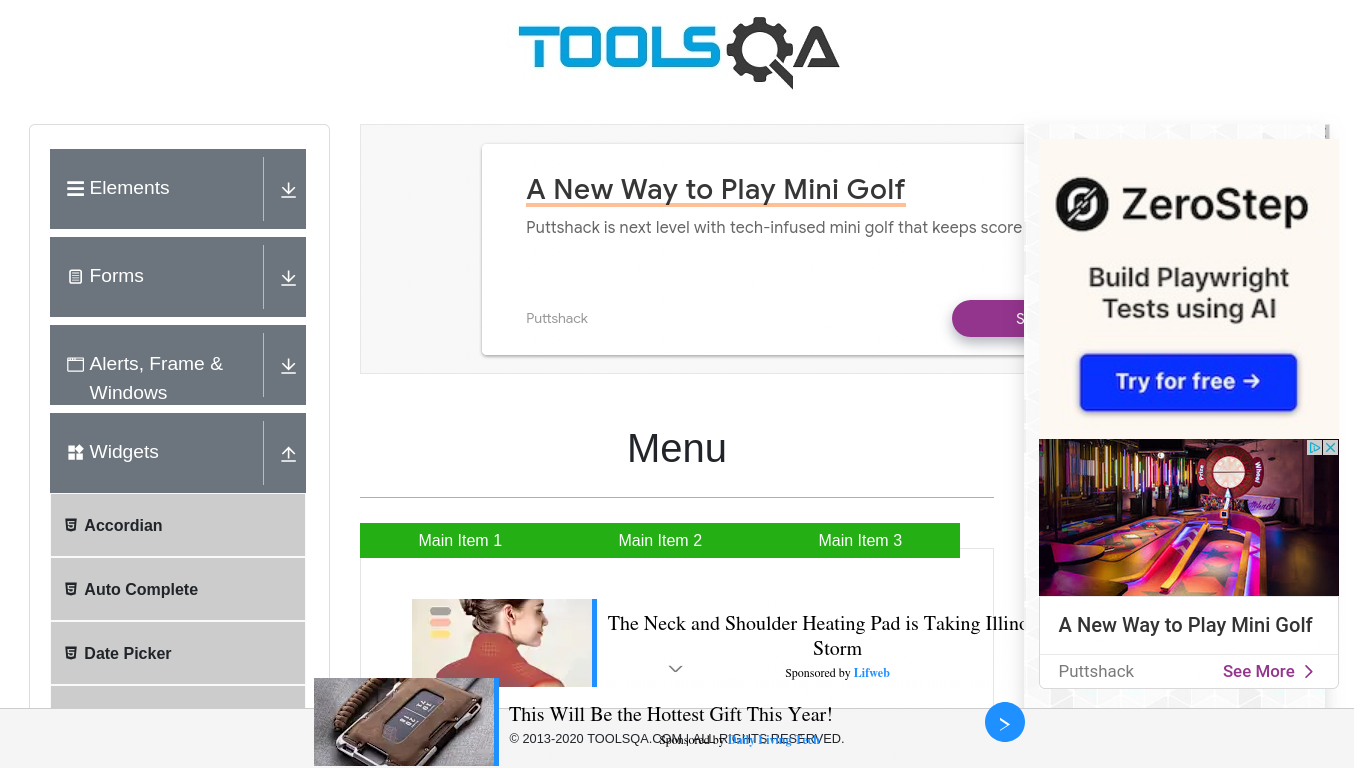 TOOLSQA
Elements
Forms
Alerts, Frame &
Windows
Widgets
Accordian
Auto Complete
Date Picker
A New Way to Play Mini Golf
Puttshack is next level with tech-infused mini golf that keeps score
Puttshack
S
Menu
Main Item 1
Main Item 2
Main Item 3
The Neck and Shoulder Heating Pad is Taking Illino
Storm
Sponsored by Lifweb
This Will Be the Hottest Gift This Year!
Sponsored by Daily Living Tech
© 2013-2020 TOOLSQA.COM | ALL RIGHTS RESERVED.
ZeroStep
Build Playwright
Tests using AI
Try for free →
A New Way to Play Mini Golf
Puttshack
See More